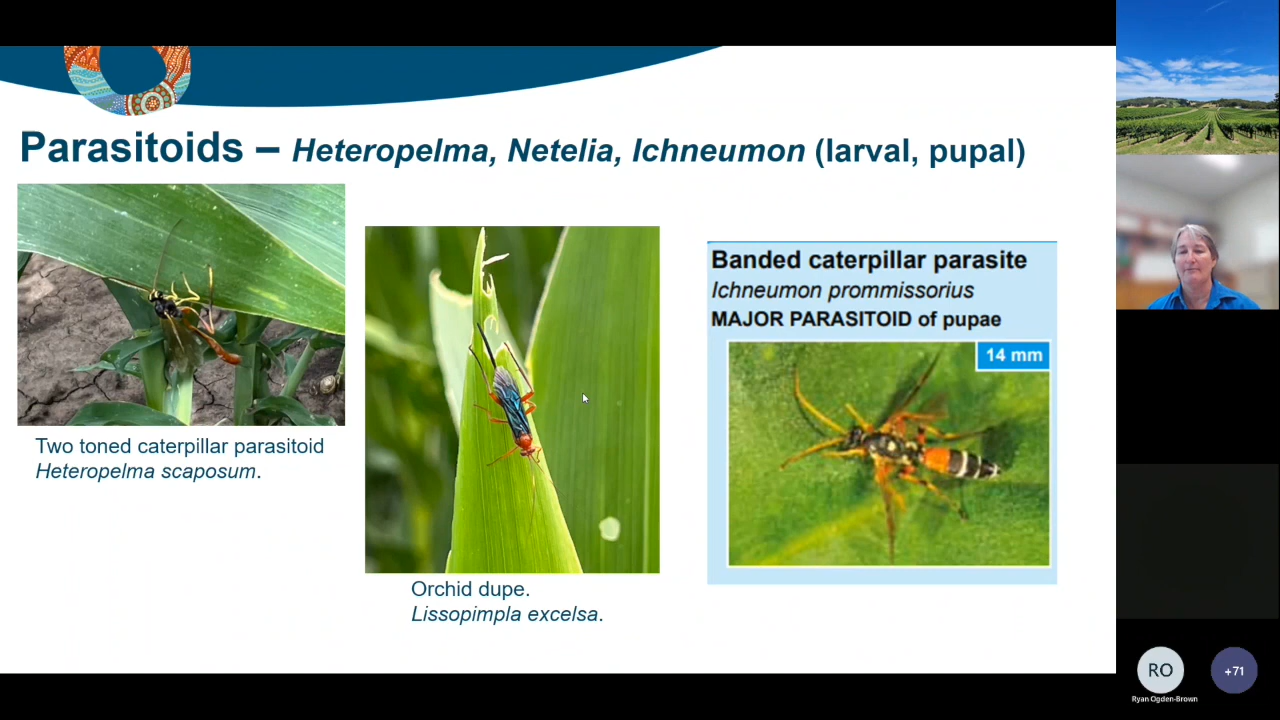 Parasitoids – Heteropelma, Netelia, Ichneumon (larval, pupal)
Two toned caterpillar parasitoid
Heteropelma scaposum.
Orchid dupe.
Lissopimpla excelsa.
Banded caterpillar parasite
Ichneumon prommissorius
MAJOR PARASITOID of pupae
14 mm
RO
Ryan Ogden-Brown
+71